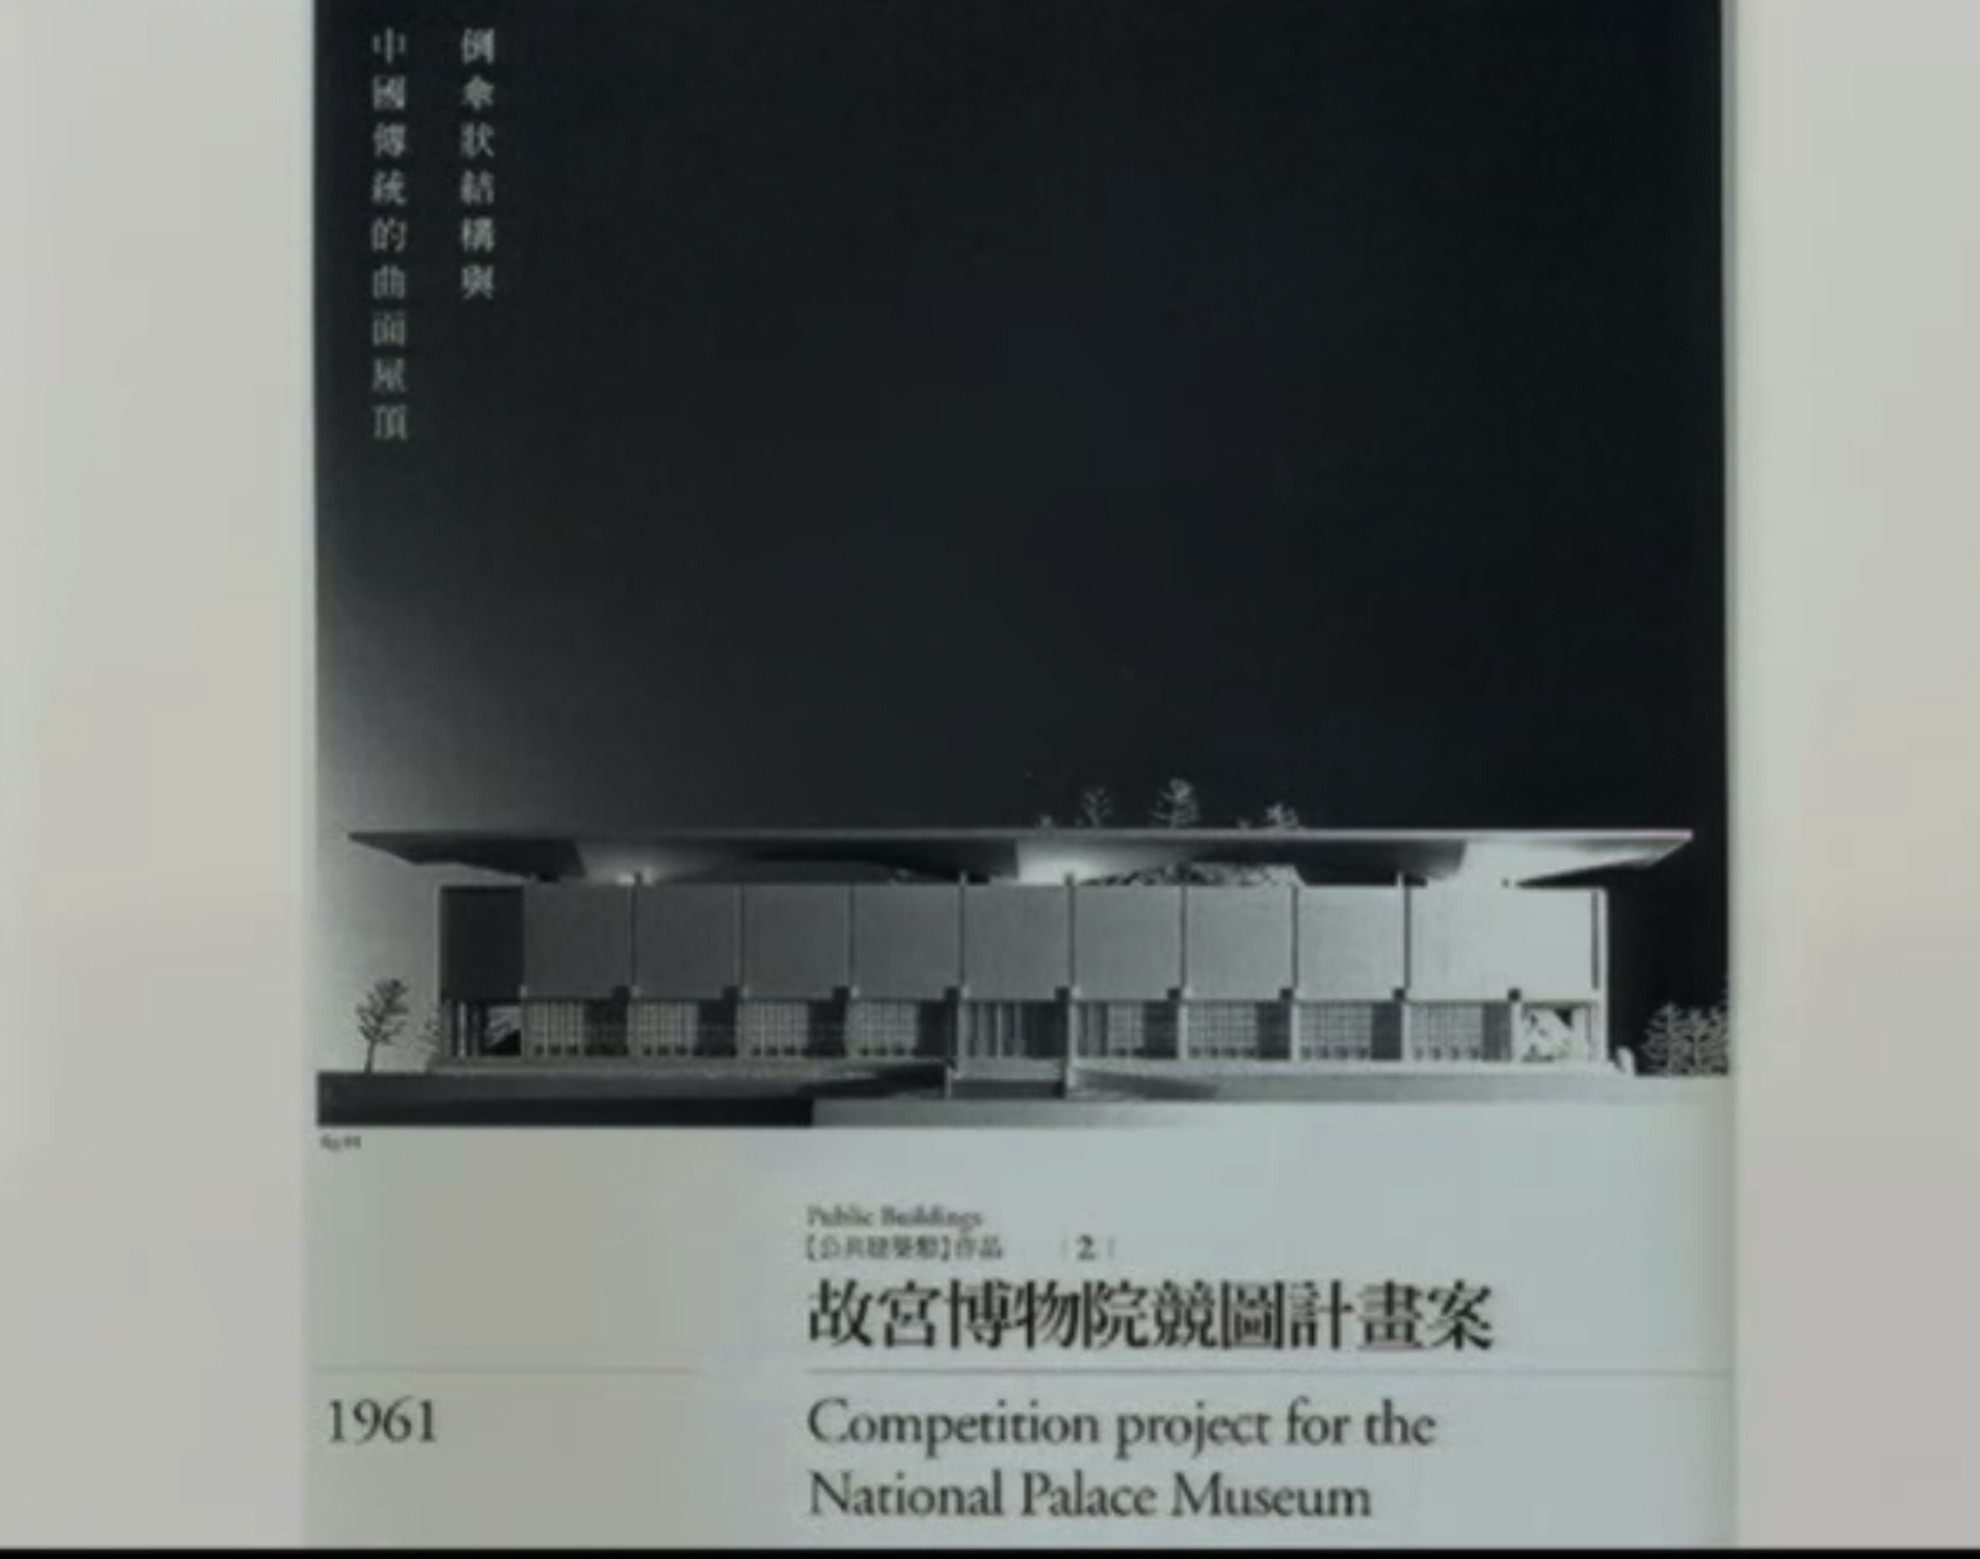 倒傘狀結構與
中國傳統的曲面屋頂
Public Buildings
【公共建築類】作品 | 2 |
故宮博物院競圖計畫案
1961
Competition project for the
National Palace Museum